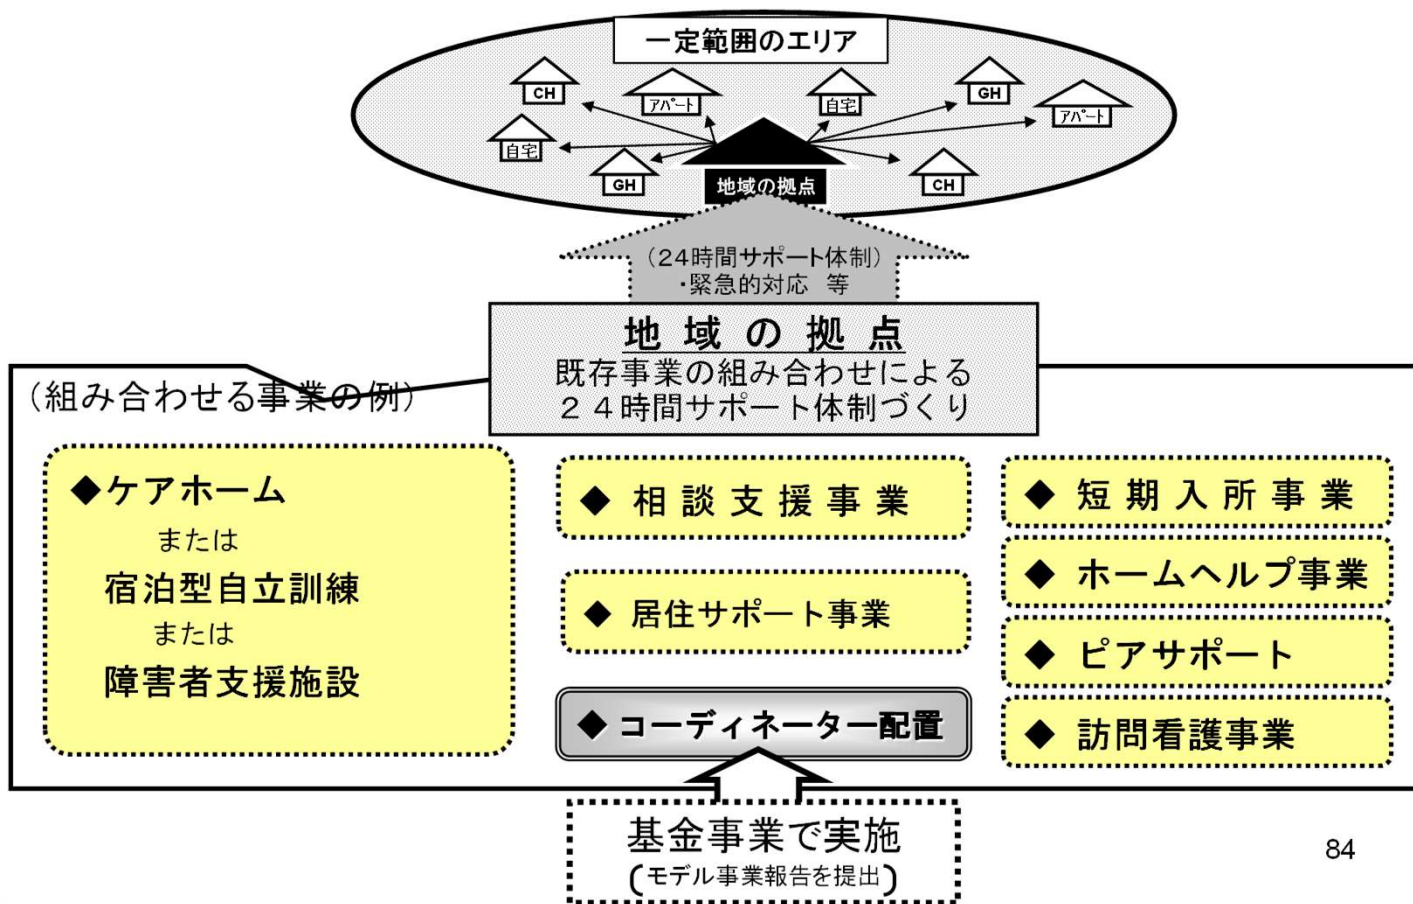 一定範囲のエリア
CH
アパート
自宅
GH
アパート
自宅
GH
CH
地域の拠点
(24時間サポート体制)
・緊急的対応 等
地域の拠点
既存事業の組み合わせによる
24時間サポート体制づくり
(組み合わせる事業の例)
◆ケアホーム
または
宿泊型自立訓練
または
障害者支援施設
◆ 相談支援事業
◆ 居住サポート事業
◆ コーディネーター配置
◆ 短期入所事業
◆ ホームヘルプ事業
◆ ピアサポート
◆ 訪問看護事業
基金事業で実施
(モデル事業報告を提出)
84